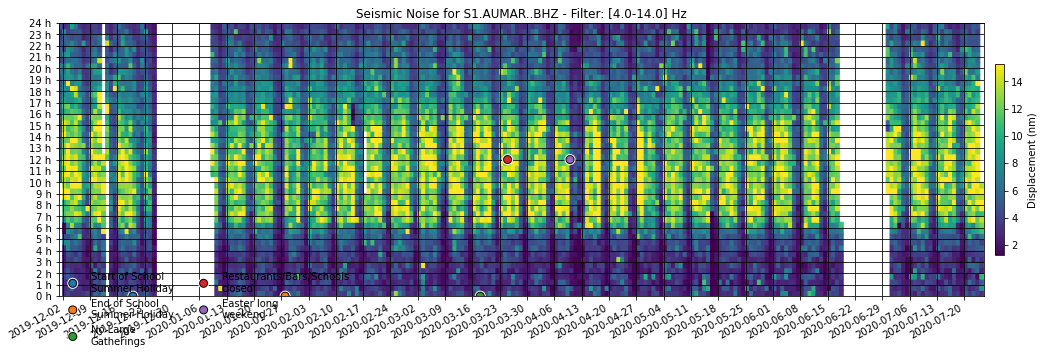 Seismic Noise for S1.AUMAR..BHZ - Filter: [4.0-14.0] Hz
24 h
23 h
22 h
21 h
20 h
19 h
18 h
17 h
16 h
15 h
14 h
13 h
12 h
11 h
10 h
9 h
8 h
7 h
6 h
5 h
4 h
3 h
2 h
1 h
0 h
14
12
10
8
6
4
2
Displacement (nm)
Start of School
Summer Holiday
End of School
Summer Holiday
No Large
Gatherings
Restaurants/Bars/Schools
closed
Easter long
weekend
2019-12-02
2019-12-09
2020-01-06
2020-01-13
2020-01-27
2020-02-03
2020-02-10
2020-02-17
2020-02-24
2020-03-02
2020-03-09
2020-03-16
2020-03-23
2020-03-30
2020-04-06
2020-04-13
2020-04-20
2020-04-27
2020-05-04
2020-05-11
2020-05-18
2020-05-25
2020-06-01
2020-06-08
2020-06-15
2020-06-22
2020-06-29
2020-07-06
2020-07-13
2020-07-20